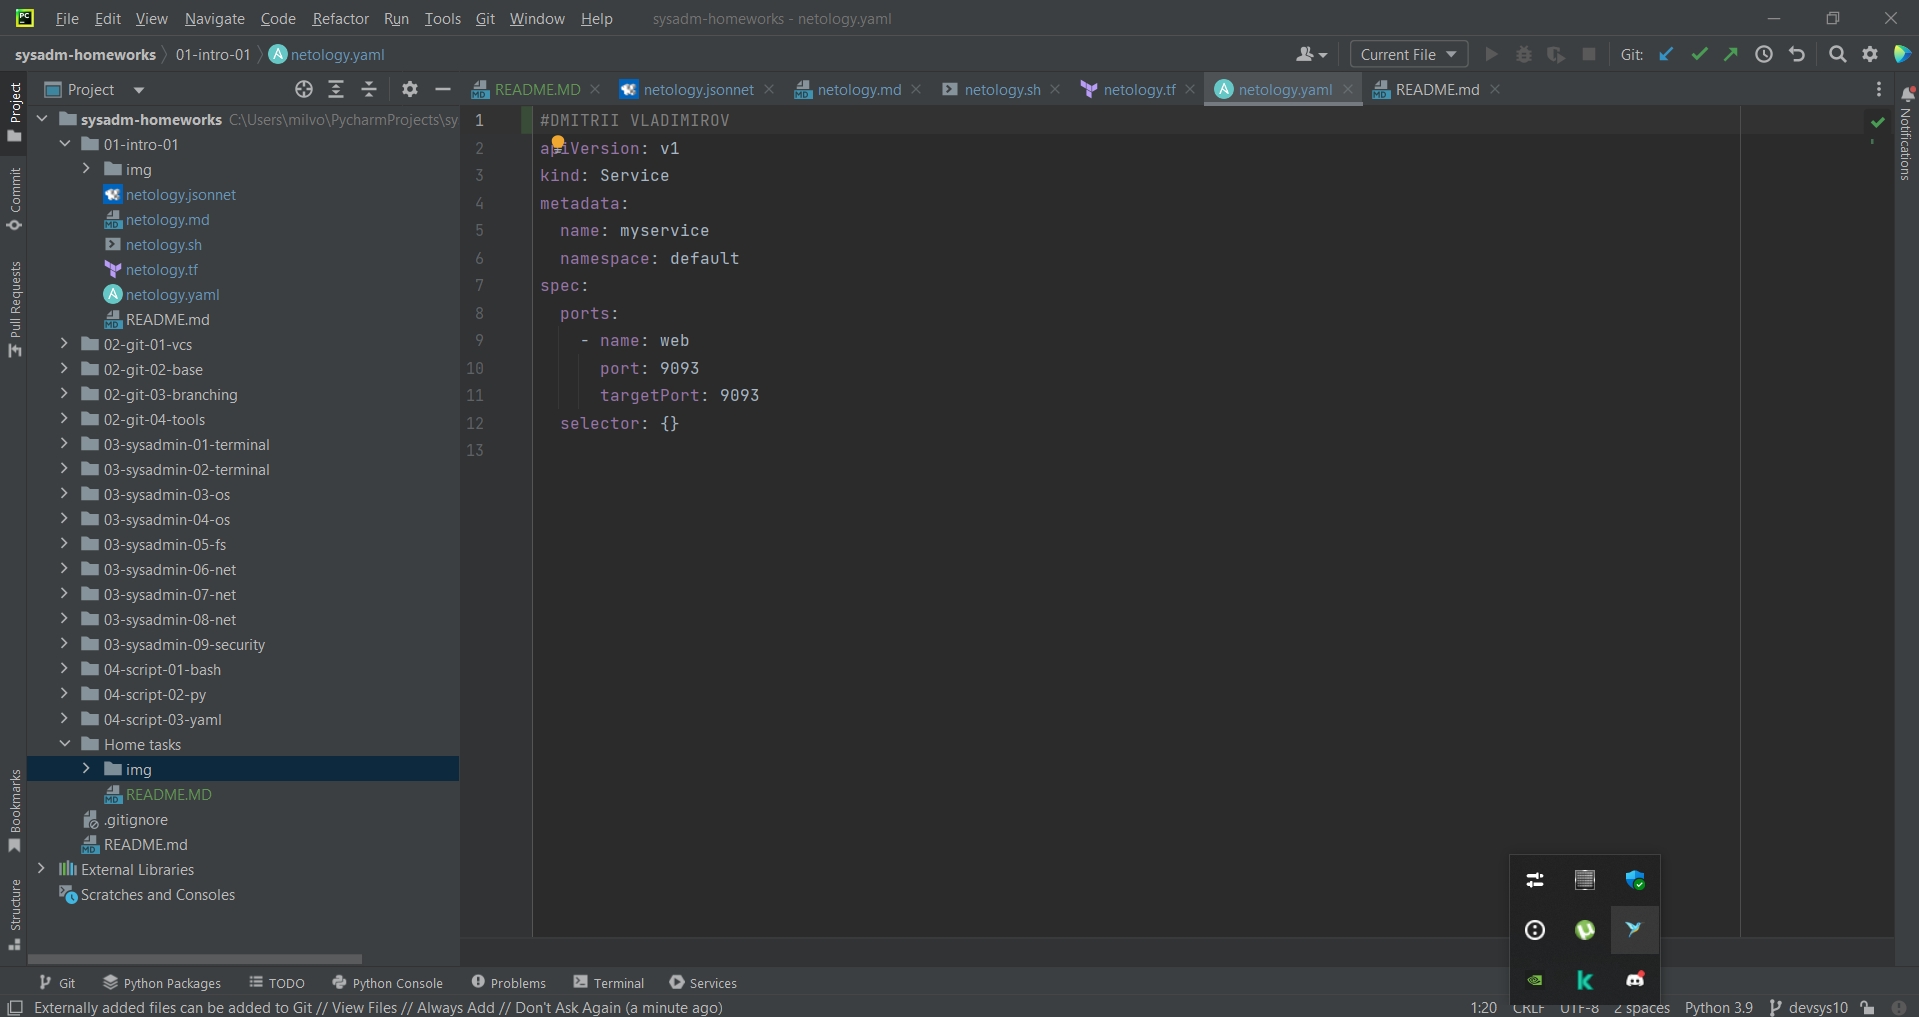 PC
File Edit View Navigate Code Refactor Run Tools Git Window Help sysadm-homeworks - netology.yaml
sysadm-homeworks 01-intro-01 netology.yaml Current File Git:
Project README.MD netology.jsonnet netology.md netology.sh netology.tf netology.yaml README.md
sysadm-homeworks C:\Users\milvo\PycharmProjects\sy
01-intro-01
img
netology.jsonnet
netology.md
netology.sh
netology.tf
netology.yaml
README.md
02-git-01-vcs
02-git-02-base
02-git-03-branching
02-git-04-tools
03-sysadmin-01-terminal
03-sysadmin-02-terminal
03-sysadmin-03-os
03-sysadmin-04-os
03-sysadmin-05-fs
03-sysadmin-06-net
03-sysadmin-07-net
03-sysadmin-08-net
03-sysadmin-09-security
04-script-01-bash
04-script-02-py
04-script-03-yaml
Home tasks
img
README.MD
.gitignore
README.md
External Libraries
Scratches and Consoles
1 #DMITRII VLADIMIROV
2 apiVersion: v1
3 kind: Service
4 metadata:
5 name: myservice
6 namespace: default
7 spec:
8 ports:
9 - name: web
10 port: 9093
11 targetPort: 9093
12 selector: {}
13
Project
Commit
Pull Requests
Bookmarks
Structure
Notifications
Git Python Packages TODO Python Console Problems Terminal Services
Externally added files can be added to Git // View Files // Always Add // Don't Ask Again (a minute ago) 1:20 CRLF UTF-8 2 spaces Python 3.9 devsys10